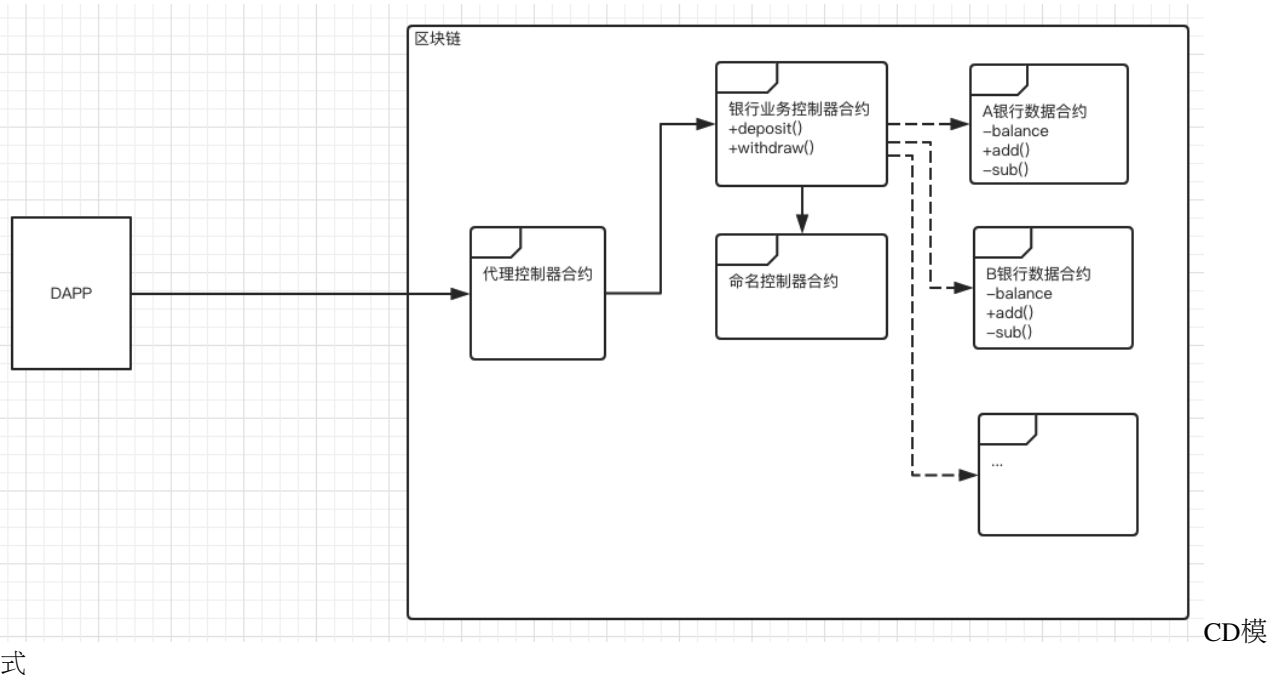 区块链
银行业务控制器合约
+deposit()
+withdraw()
A银行数据合约
–balance
+add()
–sub()
DAPP
代理控制器合约
命名控制器合约
B银行数据合约
–balance
+add()
–sub()
...
CD模
式